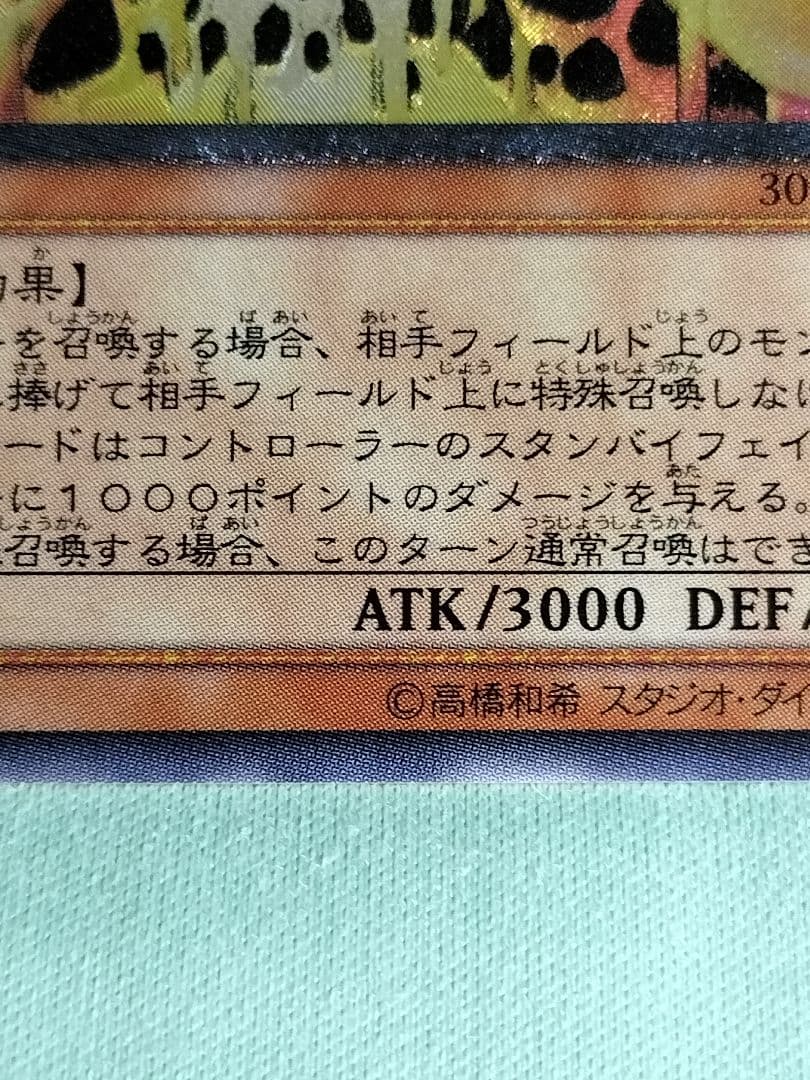 30
果】
を召喚する場合、相手フィールド上のモン
捧げて相手フィールド上に特殊召喚しない
ードはコントローラーのスタンバイフェイ
に１０００ポイントのダメージを与える。
召喚する場合、このターン通常召喚はでき
ATK/3000 DEF/
©高橋和希 スタジオ・ダイ